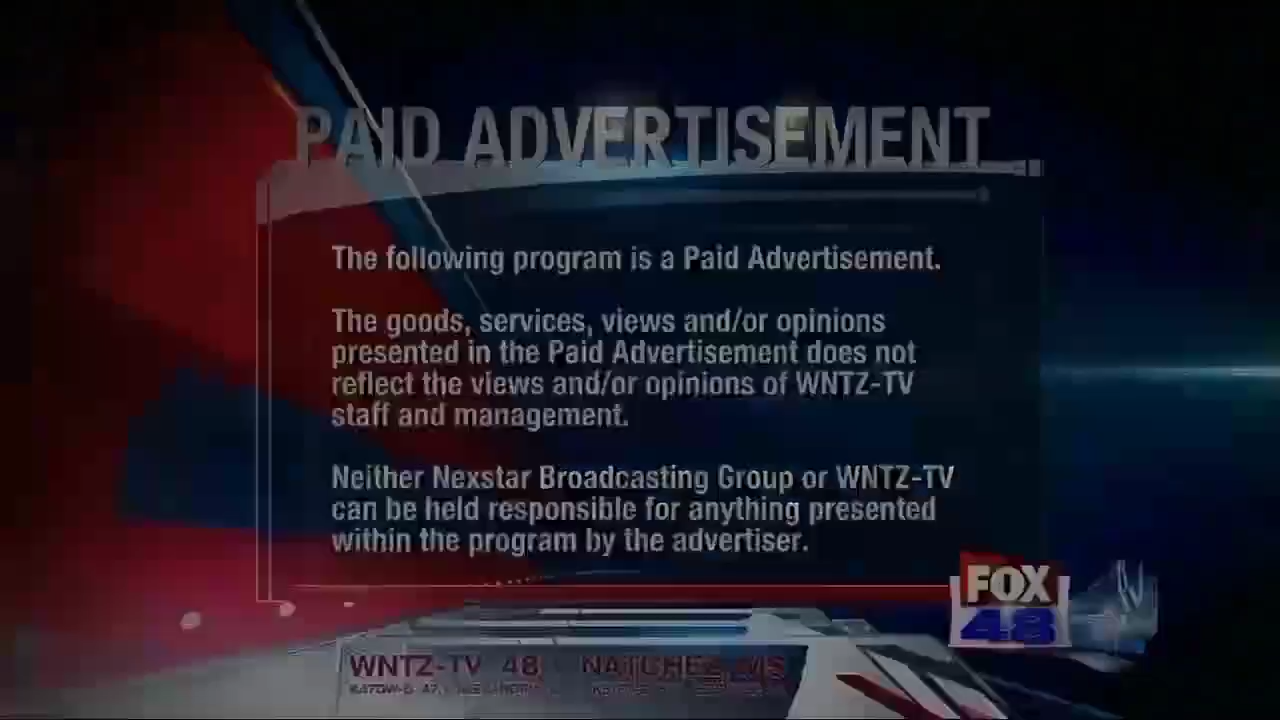 PAID ADVERTISEMENT
The following program is a Paid Advertisement.
The goods, services, views and/or opinions
presented in the Paid Advertisement does not
reflect the views and/or opinions of WNTZ-TV
staff and management.
Neither Nexstar Broadcasting Group or WNTZ-TV
can be held responsible for anything presented
within the program by the advertiser.
FOX
48
WNTZ-TV 48 NATCHEZ, MS